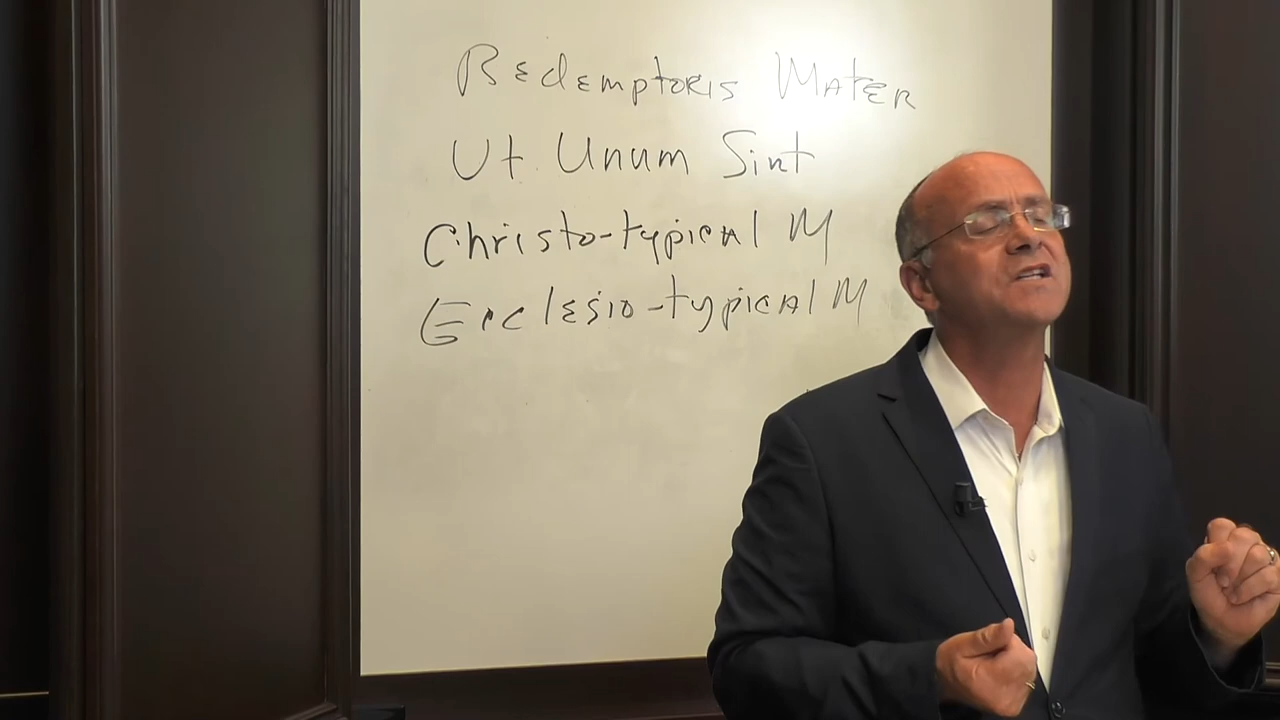 Redemptoris Mater
Ut Unum Sint
Christo-typical M
Ecclesio-typical M